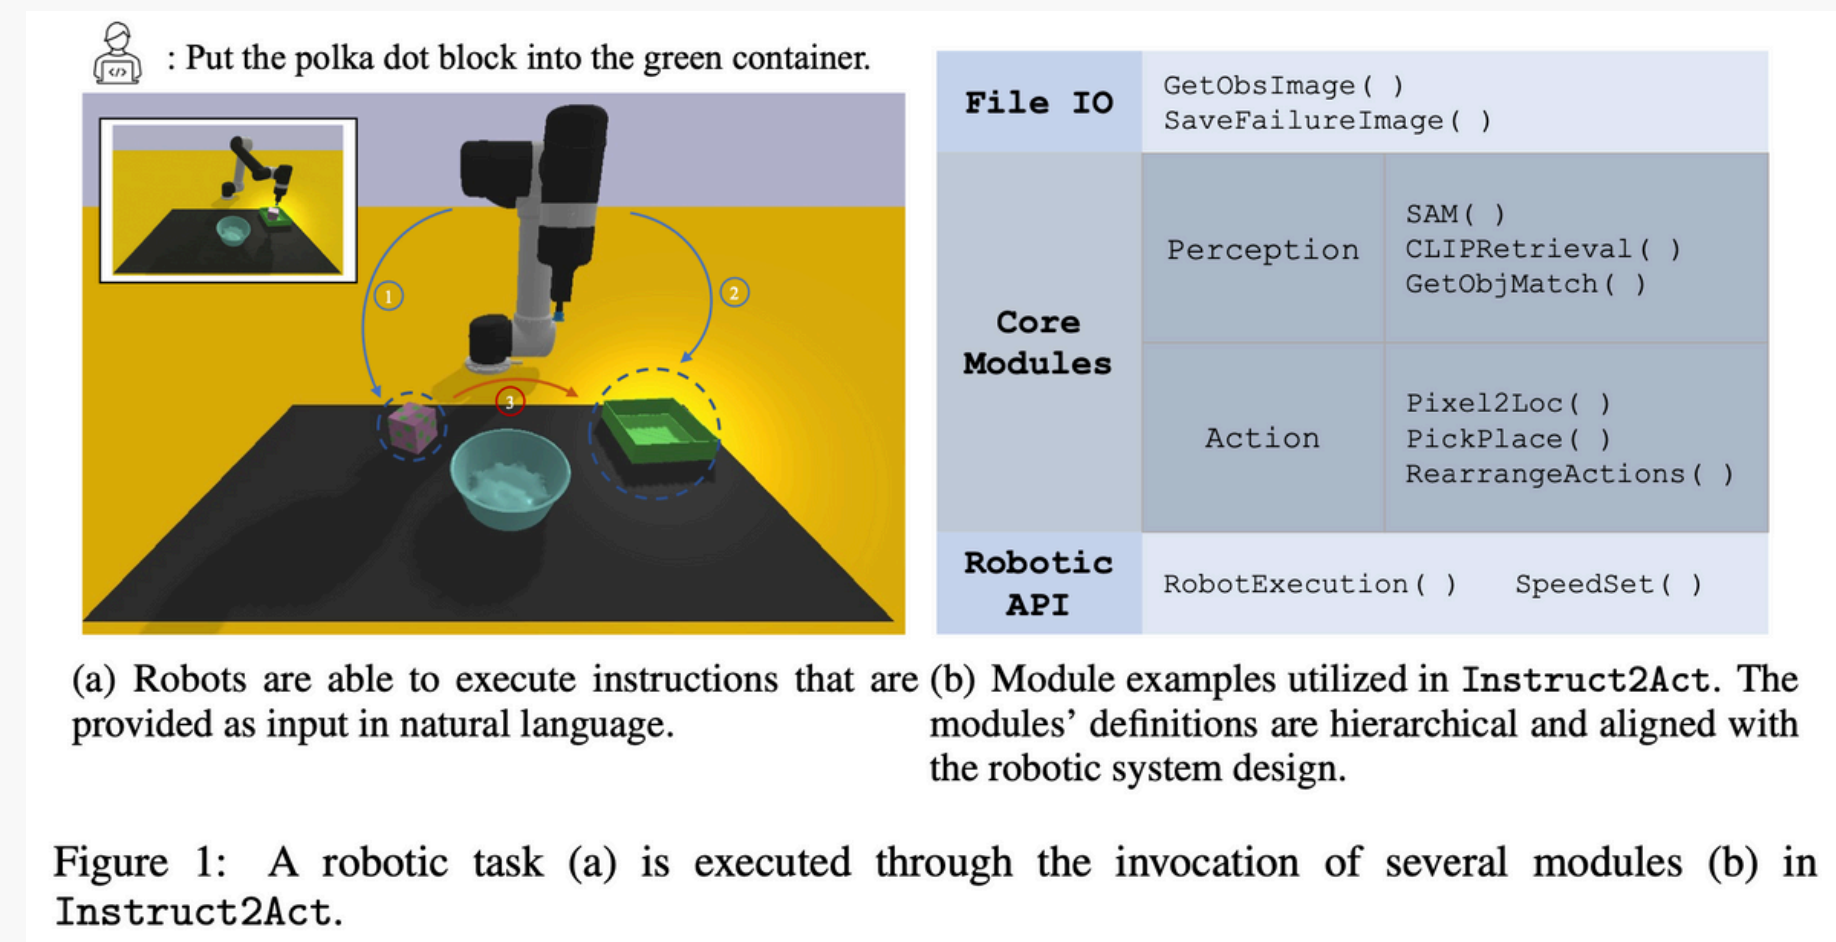 </>
: Put the polka dot block into the green container.
1
2
3
File IO
GetObsImage( )
SaveFailureImage( )
Core
Modules
Perception
SAM( )
CLIPRetrieval( )
GetObjMatch( )
Action
Pixel2Loc( )
PickPlace( )
RearrangeActions( )
Robotic
API
RobotExecution( ) SpeedSet( )
(a) Robots are able to execute instructions that are
provided as input in natural language.
(b) Module examples utilized in Instruct2Act. The
modules’ definitions are hierarchical and aligned with
the robotic system design.
Figure 1: A robotic task (a) is executed through the invocation of several modules (b) in
Instruct2Act.